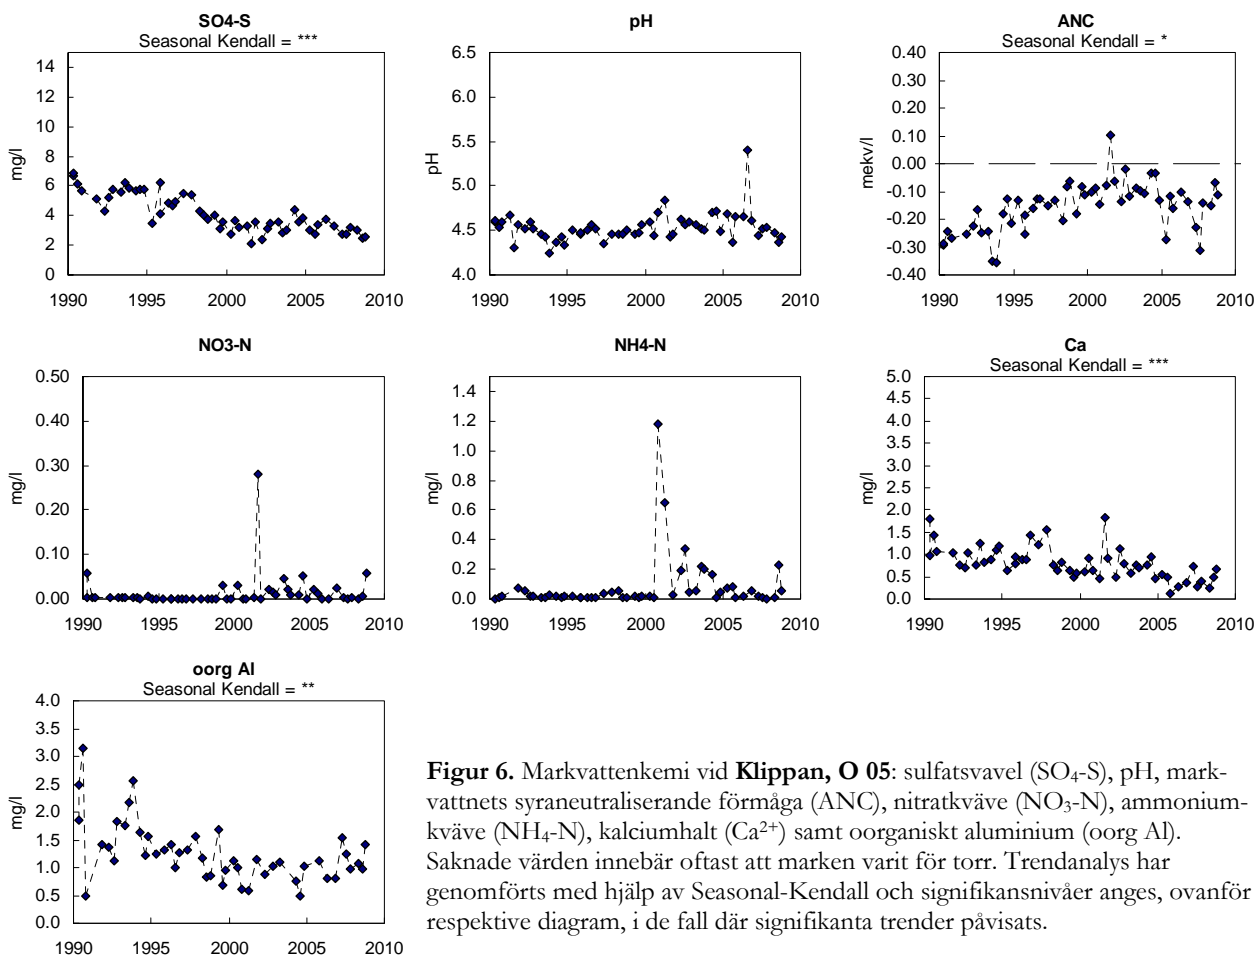 SO4-S
Seasonal Kendall = ***
mg/l
14
12
10
8
6
4
2
0
1990 1995 2000 2005 2010
pH
pH
6.5
6.0
5.5
5.0
4.5
4.0
1990 1995 2000 2005 2010
ANC
Seasonal Kendall = *
mekv/l
0.40
0.30
0.20
0.10
0.00
-0.10
-0.20
-0.30
-0.40
1990 1995 2000 2005 2010
NO3-N
mg/l
0.50
0.40
0.30
0.20
0.10
0.00
1990 1995 2000 2005 2010
NH4-N
mg/l
1.4
1.2
1.0
0.8
0.6
0.4
0.2
0.0
1990 1995 2000 2005 2010
Ca
Seasonal Kendall = ***
mg/l
5.0
4.5
4.0
3.5
3.0
2.5
2.0
1.5
1.0
0.5
0.0
1990 1995 2000 2005 2010
oorg Al
Seasonal Kendall = **
mg/l
4.0
3.5
3.0
2.5
2.0
1.5
1.0
0.5
0.0
1990 1995 2000 2005 2010
Figur 6. Markvattenkemi vid Klippan, O 05: sulfatsvavel (SO₄-S), pH, mark-
vattnets syraneutraliserande förmåga (ANC), nitratkväve (NO₃-N), ammonium-
kväve (NH₄-N), kalciumhalt (Ca²⁺) samt oorganiskt aluminium (oorg Al).
Saknade värden innebär oftast att marken varit för torr. Trendanalys har
genomförts med hjälp av Seasonal-Kendall och signifikansnivåer anges, ovanför
respektive diagram, i de fall där signifikanta trender påvisats.